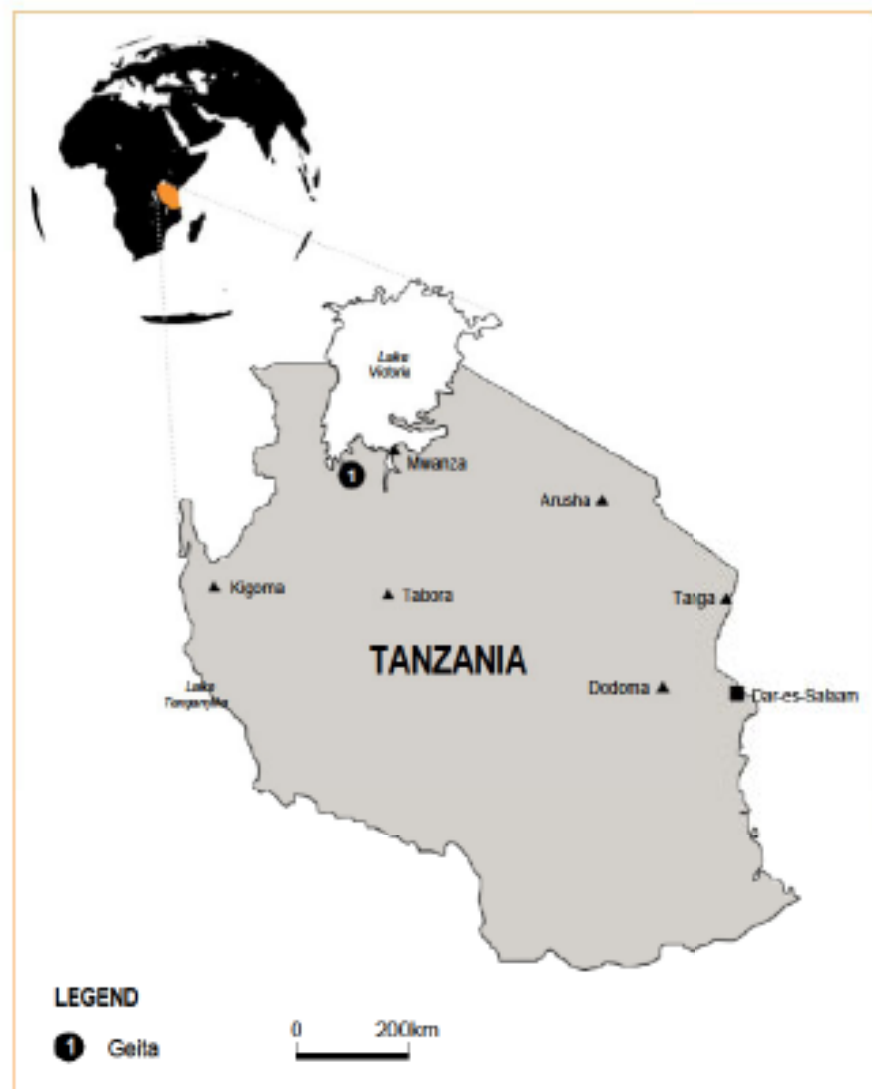 Lake
Victoria
1
Mwanza
Arusha
Kigoma
Tabora
Tanga
TANZANIA
Dodoma
Dar-es-Salaam
Lake
Tanganyika
LEGEND
1 Geita
0 200km